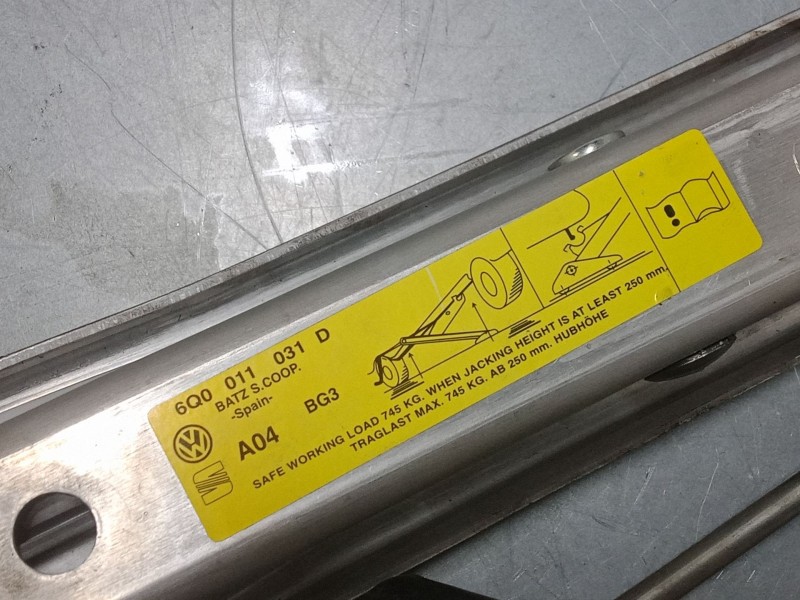 6Q0 011 031 D
BATZ S.COOP.
-Spain-
A04 BG3
SAFE WORKING LOAD 745 KG. WHEN JACKING HEIGHT IS AT LEAST 250 mm.
TRAGLAST MAX. 745 KG. AB 250 mm. HUBHÖHE